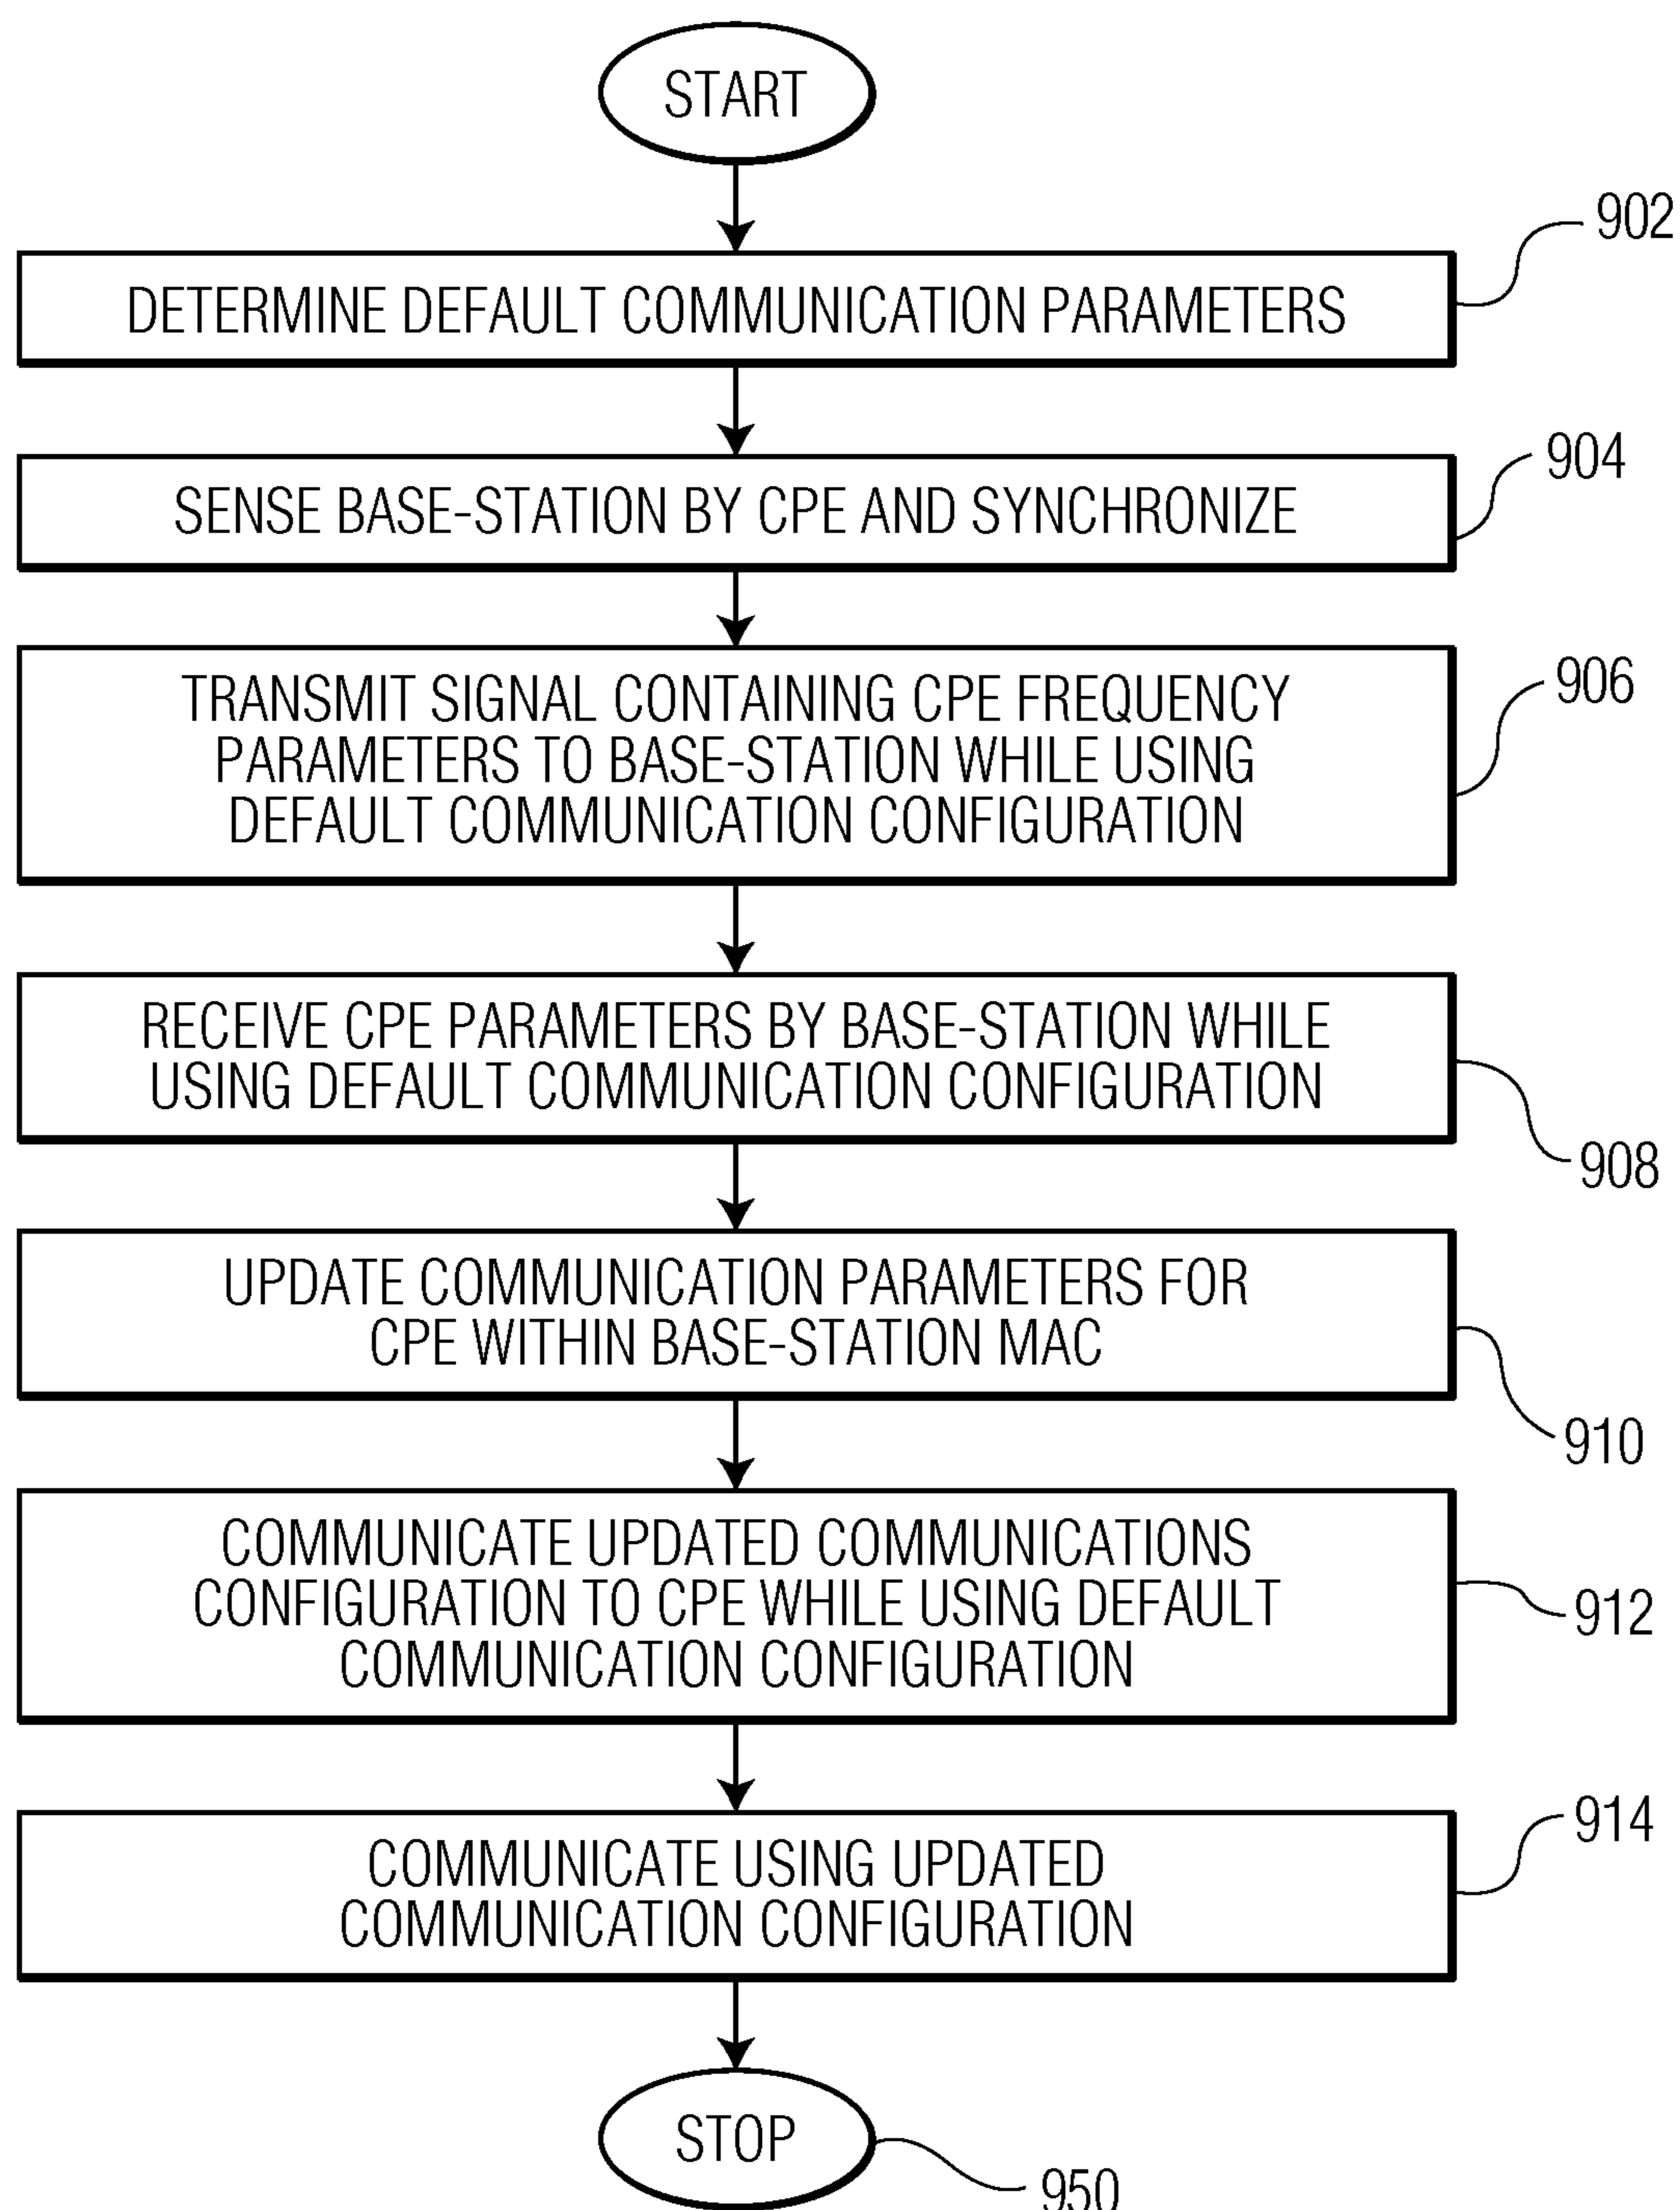 START
902
DETERMINE DEFAULT COMMUNICATION PARAMETERS
904
SENSE BASE-STATION BY CPE AND SYNCHRONIZE
906
TRANSMIT SIGNAL CONTAINING CPE FREQUENCY
PARAMETERS TO BASE-STATION WHILE USING
DEFAULT COMMUNICATION CONFIGURATION
RECEIVE CPE PARAMETERS BY BASE-STATION WHILE
USING DEFAULT COMMUNICATION CONFIGURATION
908
UPDATE COMMUNICATION PARAMETERS FOR
CPE WITHIN BASE-STATION MAC
910
COMMUNICATE UPDATED COMMUNICATIONS
CONFIGURATION TO CPE WHILE USING DEFAULT
COMMUNICATION CONFIGURATION
912
914
COMMUNICATE USING UPDATED
COMMUNICATION CONFIGURATION
STOP
950